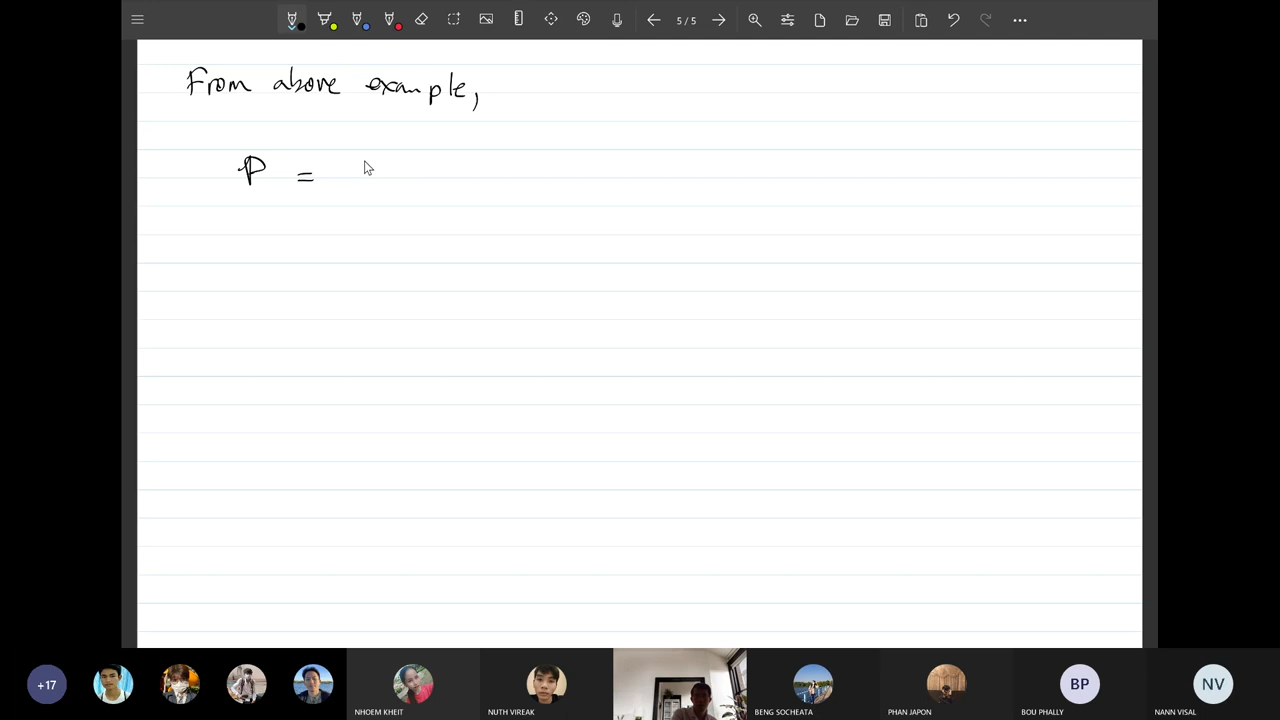 5/5
From above example,
P =
+17
NHOEM KHEIT
NUTH VIREAK
BENG SOCHEATA
PHAN JAPON
BP
BOU PHALLY
NV
NANN VISAL